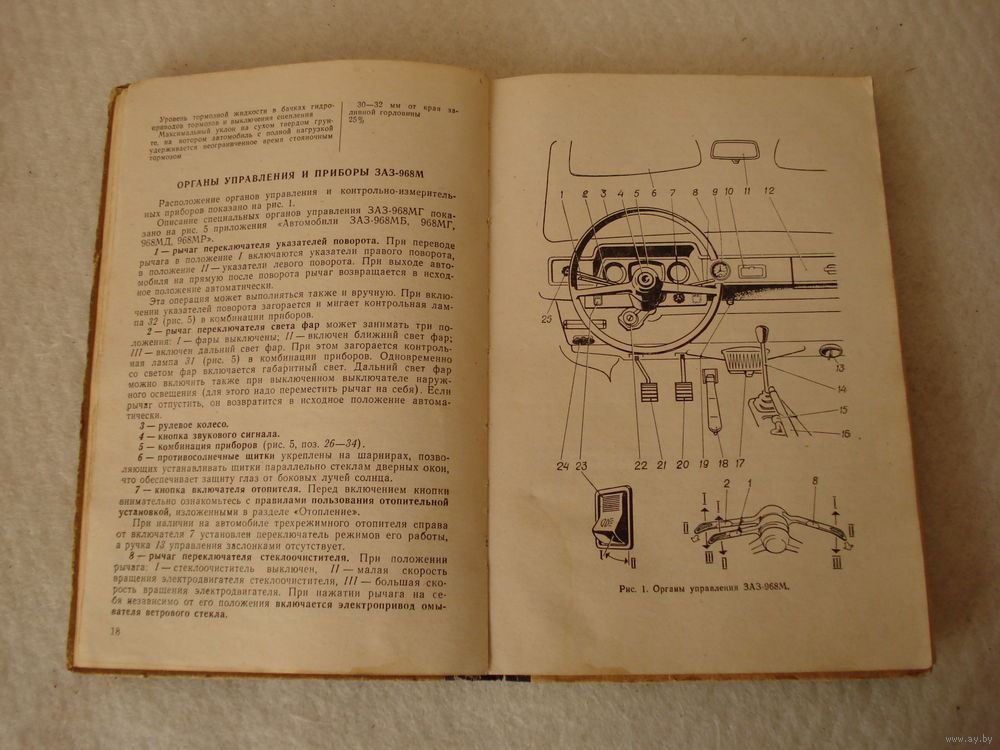 Уровень тормозной жидкости в бачках гидро-
приводов тормозов и выключения сцепления
Максимальный уклон на сухом твердом грун-
те, на котором автомобиль с полной нагрузкой
удерживается неограниченное время стояночным
тормозом
30—32 мм от края за-
ливной горловины
25%
ОРГАНЫ УПРАВЛЕНИЯ И ПРИБОРЫ ЗАЗ-968М
Расположение органов управления и контрольно-измеритель-
ных приборов показано на рис. 1.
Описание специальных органов управления ЗАЗ-968МГ пока-
зано на рис. 5 приложения «Автомобили ЗАЗ-968МБ, 968МГ,
968МД, 968МР».
1 — рычаг переключателя указателей поворота. При переводе
рычага в положение I включаются указатели правого поворота,
в положение II — указатели левого поворота. При выходе авто-
мобиля на прямую после поворота рычаг возвращается в исход-
ное положение автоматически.
Эта операция может выполняться также и вручную. При вклю-
чении указателей поворота загорается и мигает контрольная лам-
па 32 (рис. 5) в комбинации приборов.
2 — рычаг переключателя света фар может занимать три по-
ложения: I — фары выключены; II — включен ближний свет фар;
III — включен дальний свет фар. При этом загорается контроль-
ная лампа 31 (рис. 5) в комбинации приборов. Одновременно
со светом фар включается габаритный свет. Дальний свет фар
можно включить также при выключенном выключателе наруж-
ного освещения (для этого надо переместить рычаг на себя). Если
рычаг отпустить, он возвратится в исходное положение автома-
тически.
3 — рулевое колесо.
4 — кнопка звукового сигнала.
5 — комбинация приборов (рис. 5, поз. 26—34).
6 — противосолнечные щитки укреплены на шарнирах, позво-
ляющих устанавливать щитки параллельно стеклам дверных окон,
что обеспечивает защиту глаз от боковых лучей солнца.
7 — кнопка включателя отопителя. Перед включением кнопки
внимательно ознакомьтесь с правилами пользования отопительной
установкой, изложенными в разделе «Отопление».
При наличии на автомобиле трехрежимного отопителя справа
от включателя 7 установлен переключатель режимов его работы,
а ручка 13 управления заслонками отсутствует.
8 — рычаг переключателя стеклоочистителя. При положении
рычага: I — стеклоочиститель выключен, II — малая скорость
вращения электродвигателя стеклоочистителя, III — большая ско-
рость вращения электродвигателя. При нажатии рычага на се-
бя независимо от его положения включается электропривод омы-
вателя ветрового стекла.
18
1 2 3 4 5 6 7 8 9 10 11 12
25
13
14
15
16
24 23 22 21 20 19 18 17
I
II
2 1 8
I I I
II III II III
Рис. 1. Органы управления ЗАЗ-968М.
www.ay.by